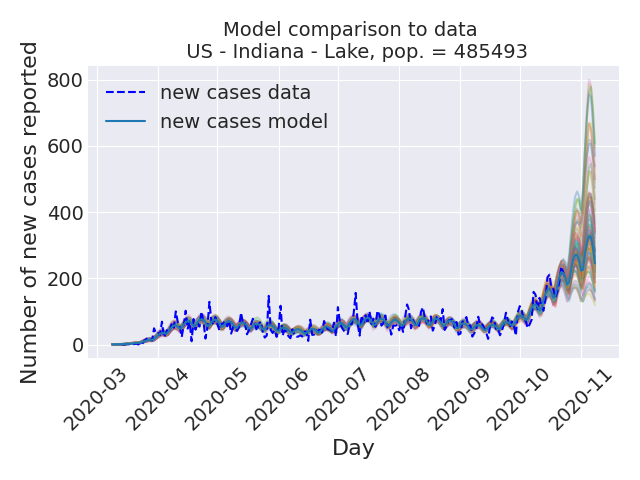 Model comparison to data
US - Indiana - Lake, pop. = 485493
Number of new cases reported
800
600
400
200
0
new cases data
new cases model
2020-03
2020-04
2020-05
2020-06
2020-07
2020-08
2020-09
2020-10
2020-11
Day